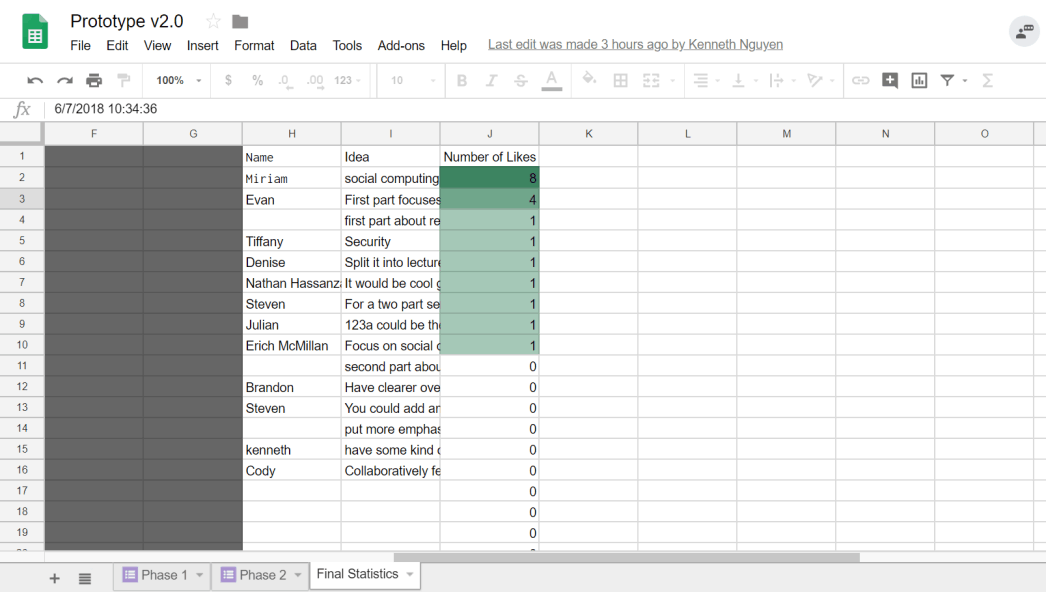 Prototype v2.0
File Edit View Insert Format Data Tools Add-ons Help Last edit was made 3 hours ago by Kenneth Nguyen
100% $ % .0 .00 123 10 B I S A Σ
fx 6/7/2018 10:34:36
F G H I J K L M N O
1 Name Idea Number of Likes
2 Miriam social computing 8
3 Evan First part focuses 4
4 first part about re 1
5 Tiffany Security 1
6 Denise Split it into lecture 1
7 Nathan Hassanza It would be cool g 1
8 Steven For a two part se 1
9 Julian 123a could be the 1
10 Erich McMillan Focus on social c 1
11 second part abou 0
12 Brandon Have clearer ove 0
13 Steven You could add an 0
14 put more emphas 0
15 kenneth have some kind o 0
16 Cody Collaboratively fe 0
17 0
18 0
19 0
Phase 1 Phase 2 Final Statistics